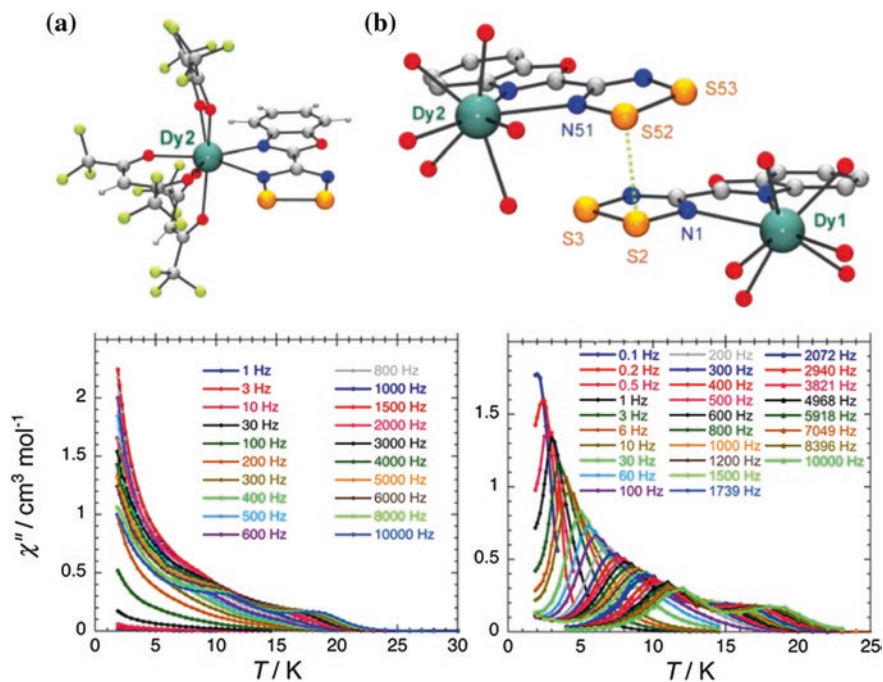 (a)
Dy2
(b)
Dy2
N51
S52
S53
S3
S2
N1
Dy1
χ'' / cm³ mol⁻¹
2
1.5
1
0.5
0
1 Hz
3 Hz
10 Hz
30 Hz
100 Hz
200 Hz
300 Hz
400 Hz
500 Hz
600 Hz
800 Hz
1000 Hz
1500 Hz
2000 Hz
3000 Hz
4000 Hz
5000 Hz
6000 Hz
8000 Hz
10000 Hz
0 5 10 15 20 25 30
T / K
1.5
1
0.5
0
0.1 Hz
0.2 Hz
0.5 Hz
1 Hz
3 Hz
6 Hz
10 Hz
30 Hz
60 Hz
100 Hz
200 Hz
300 Hz
400 Hz
500 Hz
600 Hz
800 Hz
1000 Hz
1200 Hz
1500 Hz
1739 Hz
2072 Hz
2940 Hz
3821 Hz
4968 Hz
5918 Hz
7049 Hz
8396 Hz
10000 Hz
0 5 10 15 20 25
T / K